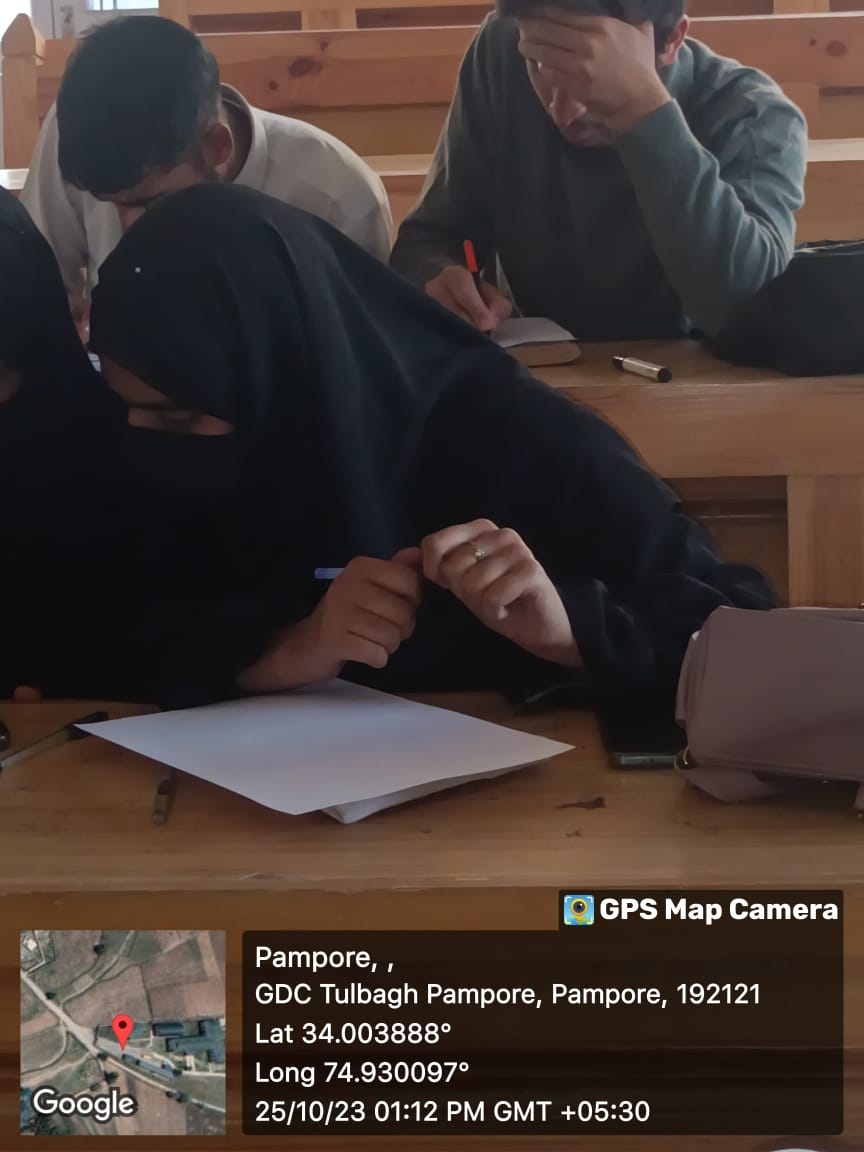 GPS Map Camera
Pampore, ,
GDC Tulbagh Pampore, Pampore, 192121
Lat 34.003888°
Long 74.930097°
25/10/23 01:12 PM GMT +05:30
Google